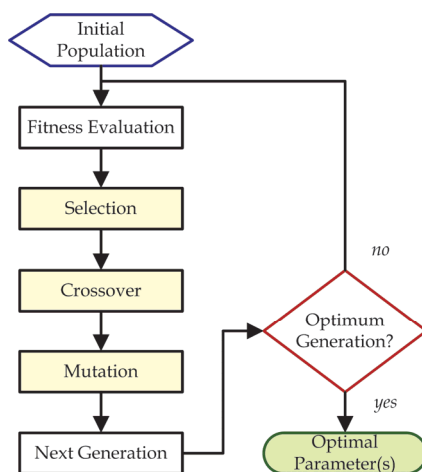 Initial
Population
Fitness Evaluation
Selection
Crossover
Mutation
Next Generation
no
Optimum
Generation?
yes
Optimal
Parameter(s)